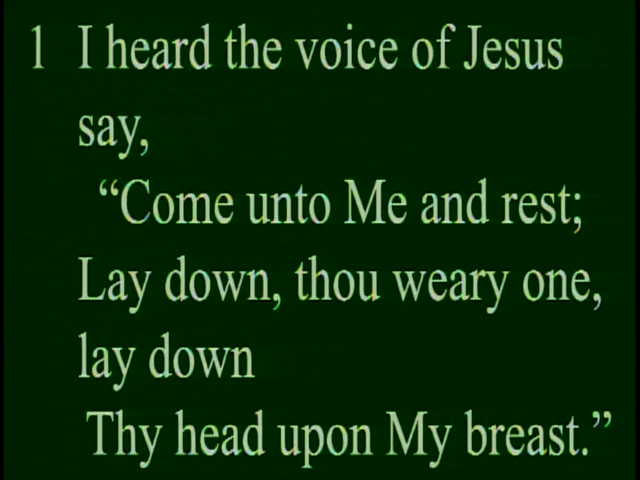 1 I heard the voice of Jesus
say,
“Come unto Me and rest;
Lay down, thou weary one,
lay down
Thy head upon My breast.”